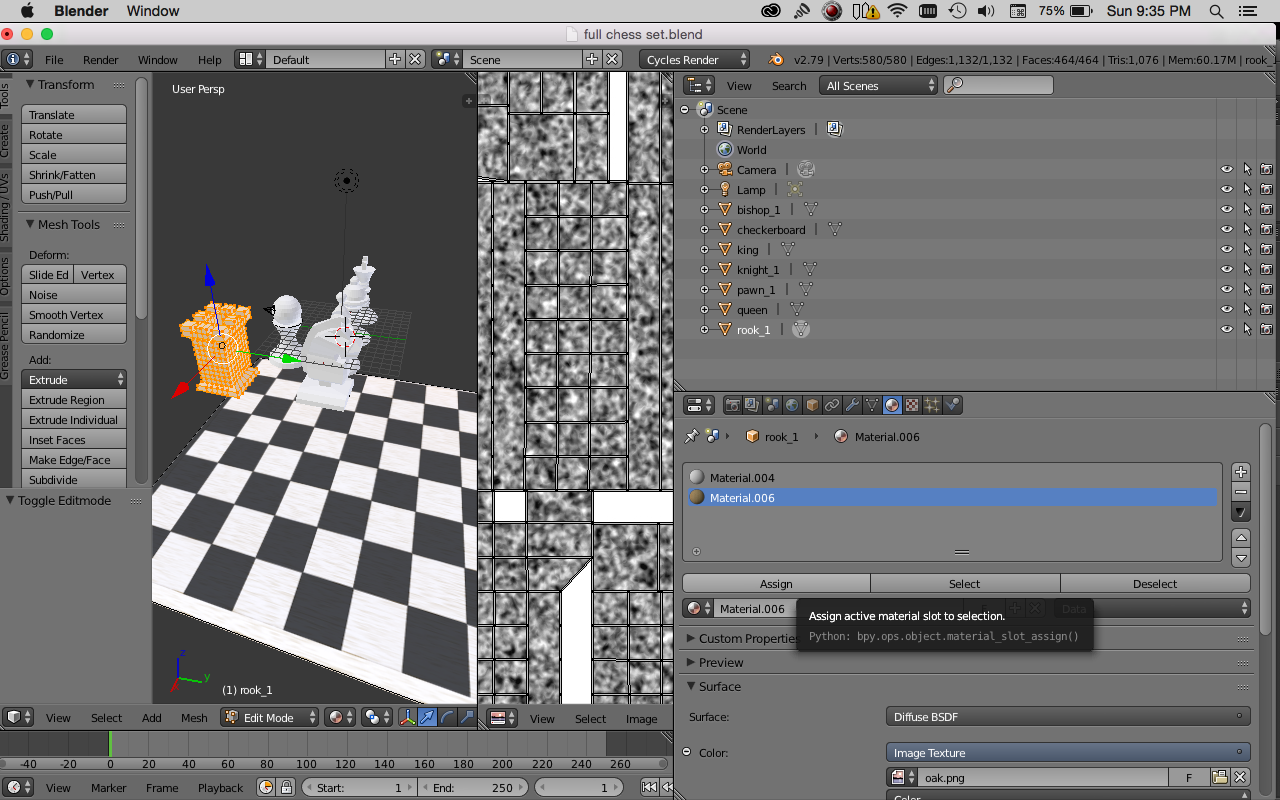 Blender Window 75% Sun 9:35 PM
full chess set.blend
File Render Window Help Default Scene Cycles Render v2.79 | Verts:580/580 | Edges:1,132/1,132 | Faces:464/464 | Tris:1,076 | Mem:60.17M | rook_1
Tools
Create
Shading / UVs
Options
Grease Pencil
Transform
Translate
Rotate
Scale
Shrink/Fatten
Push/Pull
Mesh Tools
Deform:
Slide Ed Vertex
Noise
Smooth Vertex
Randomize
Add:
Extrude
Extrude Region
Extrude Individual
Inset Faces
Make Edge/Face
Subdivide
Toggle Editmode
User Persp
z
y
(1) rook_1
View Select Add Mesh Edit Mode
View Select Image
-40 -20 0 20 40 60 80 100 120 140 160 180 200 220 240 260
View Marker Frame Playback Start: 1 End: 250 1
View Search All Scenes
Scene
RenderLayers
World
Camera
Lamp
bishop_1
checkerboard
king
knight_1
pawn_1
queen
rook_1
rook_1 Material.006
Material.004
Material.006
Assign Select Deselect
Material.006 Data
Assign active material slot to selection.
Python: bpy.ops.object.material_slot_assign()
Custom Properties
Preview
Surface
Surface: Diffuse BSDF
Color: Image Texture
oak.png F
Color